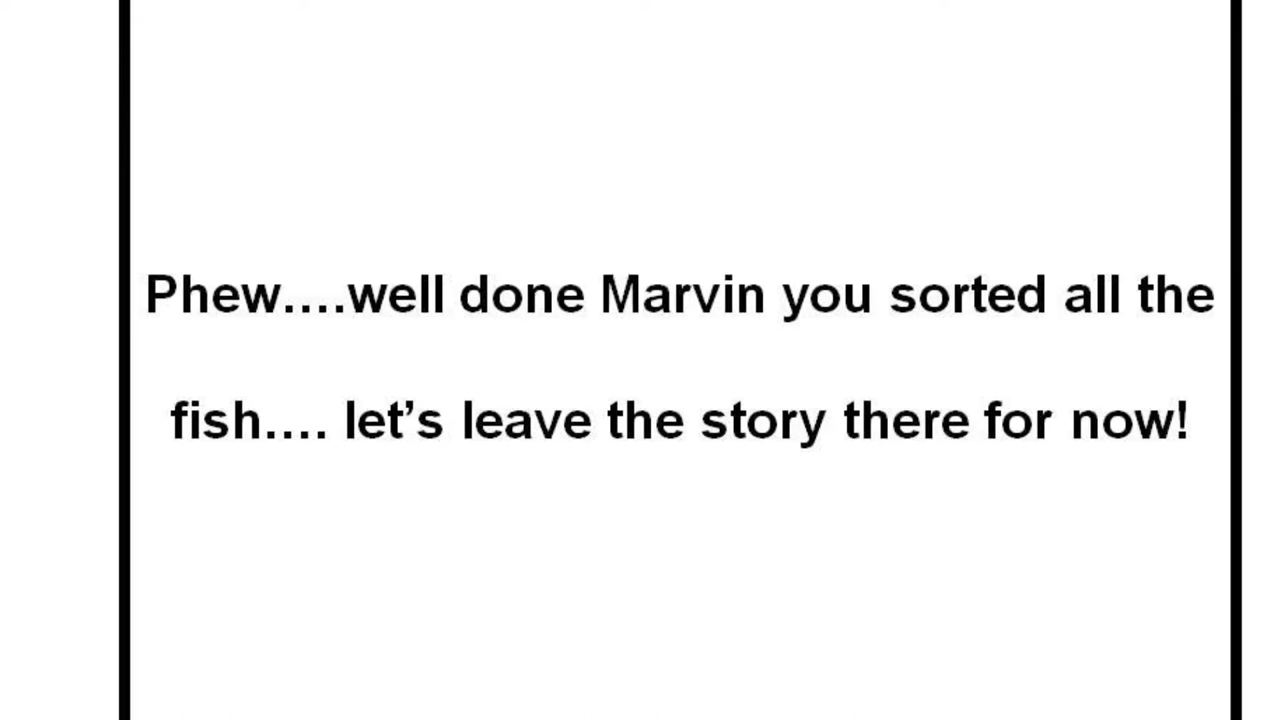 Phew….well done Marvin you sorted all the
fish…. let’s leave the story there for now!